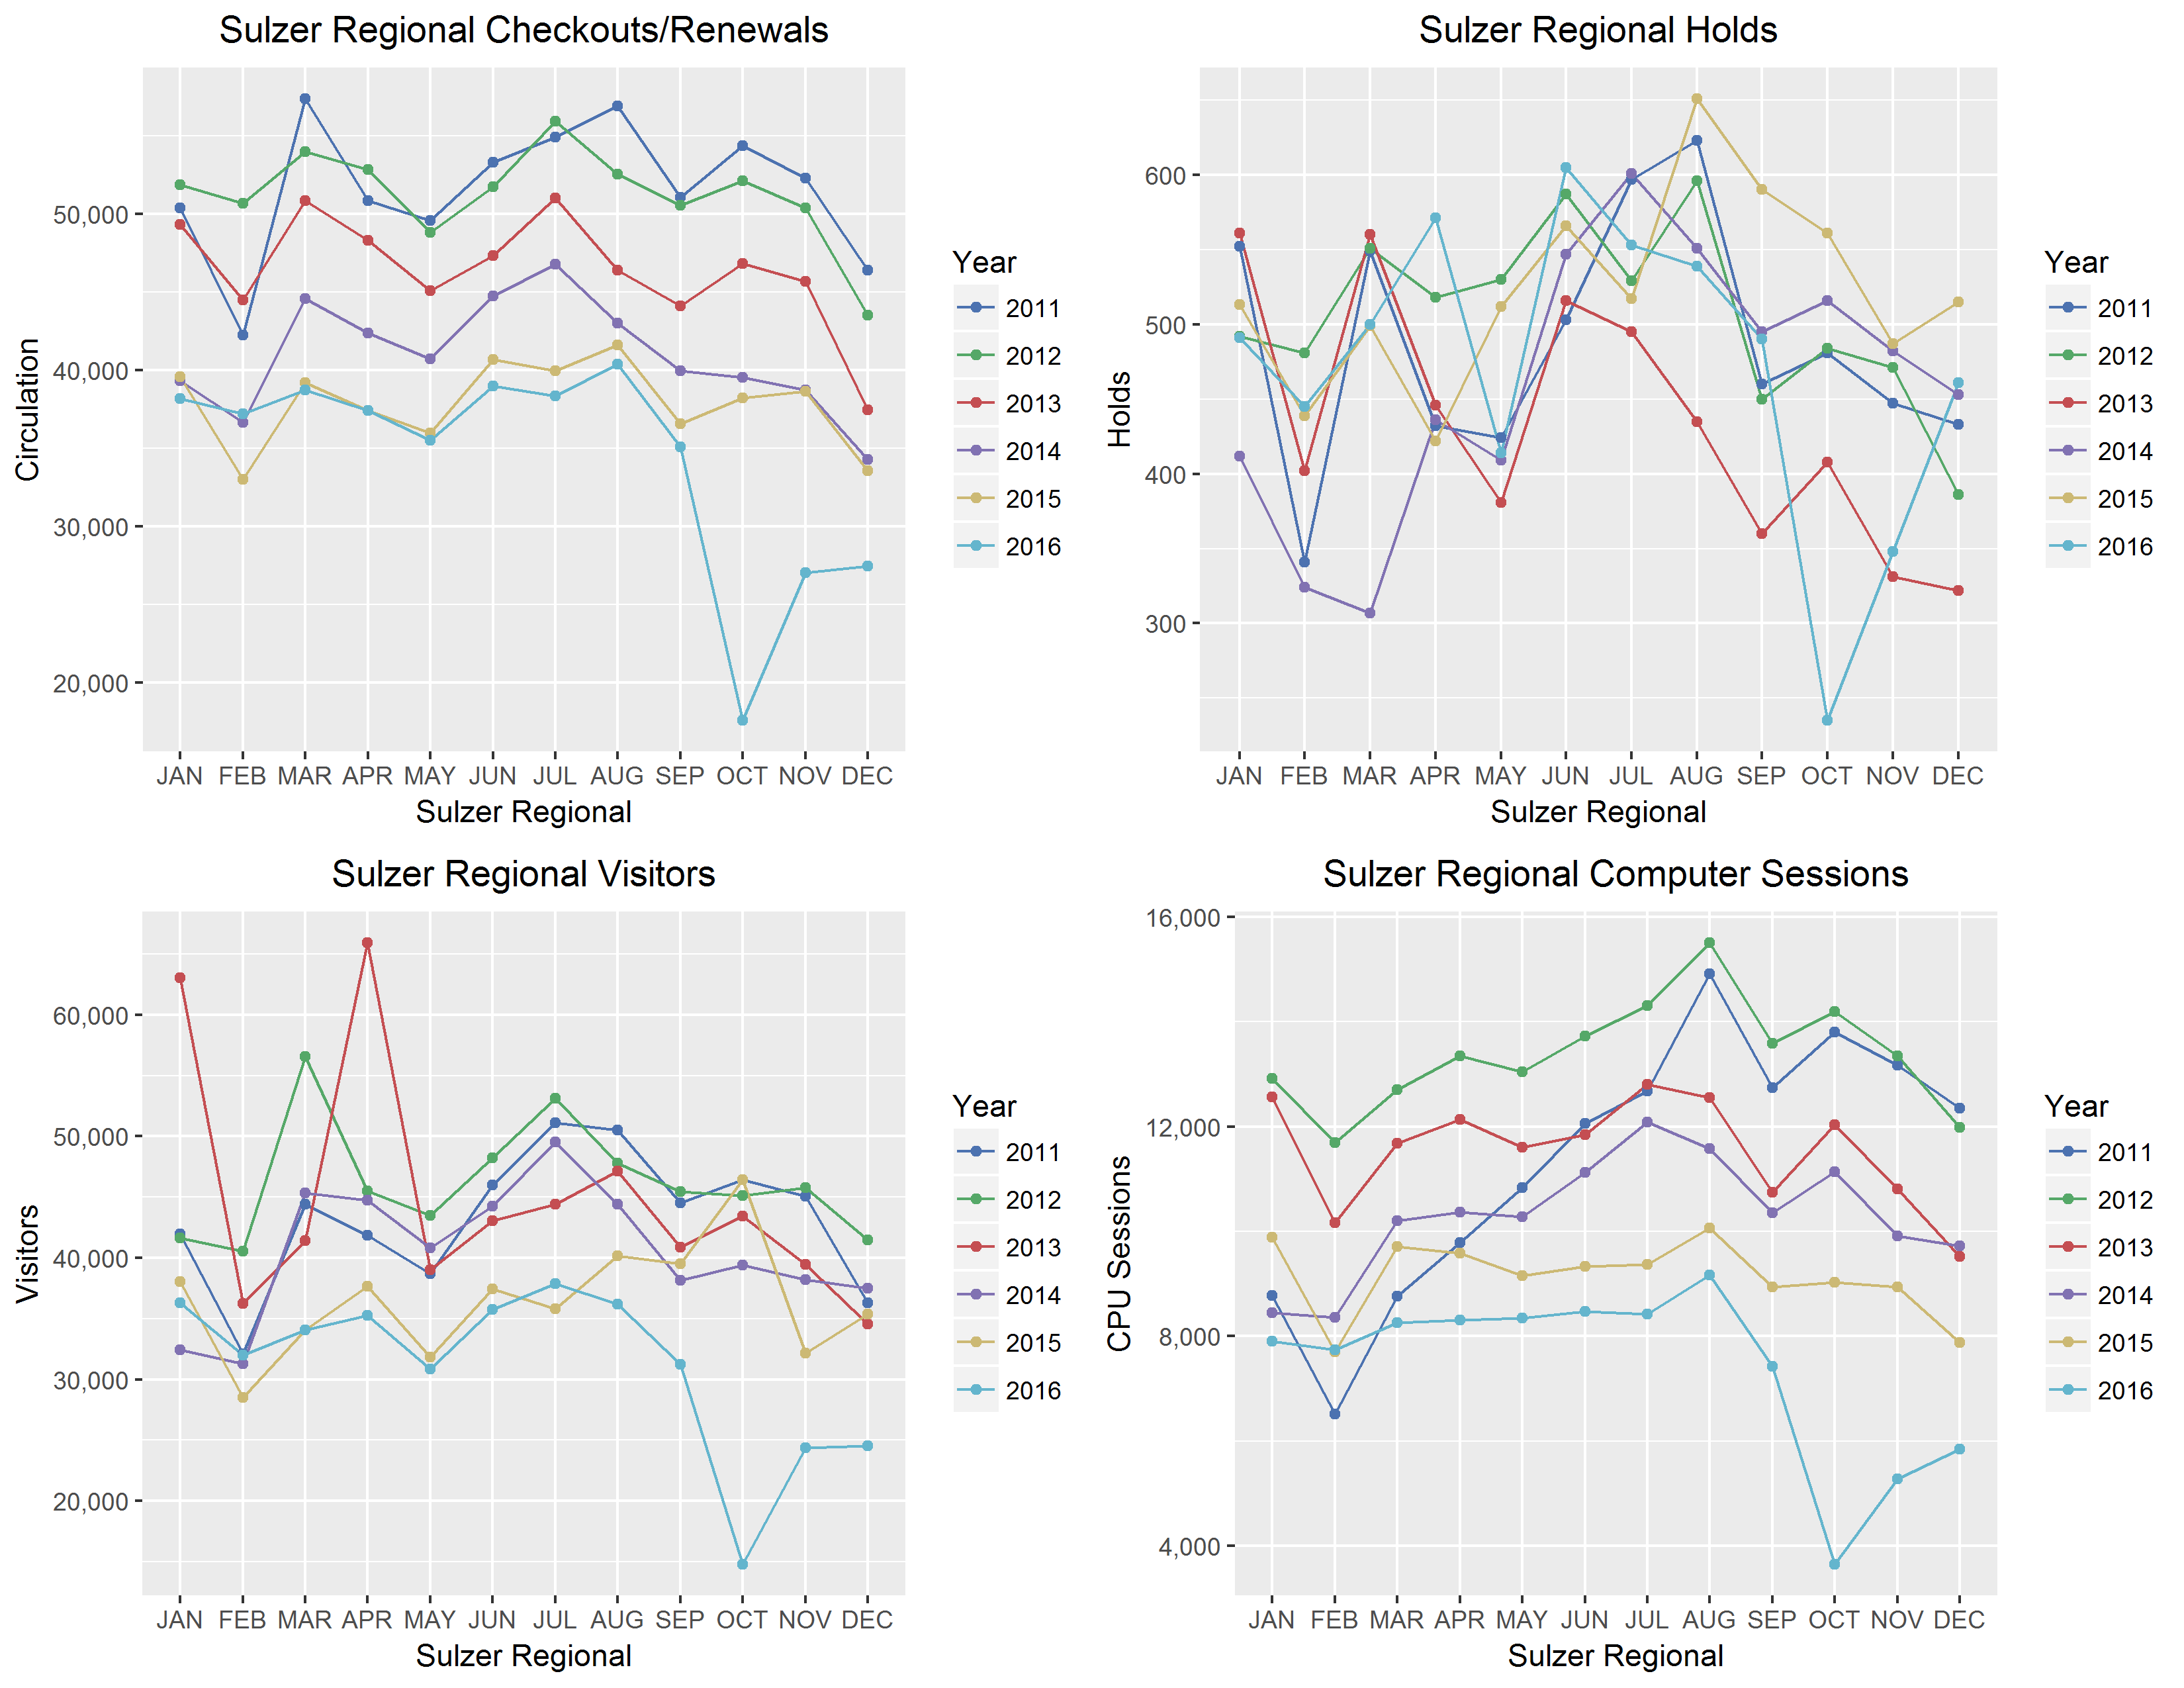 Sulzer Regional Checkouts/Renewals
Circulation
50,000
40,000
30,000
20,000
JAN FEB MAR APR MAY JUN JUL AUG SEP OCT NOV DEC
Sulzer Regional
Year
2011
2012
2013
2014
2015
2016
Sulzer Regional Holds
Holds
600
500
400
300
JAN FEB MAR APR MAY JUN JUL AUG SEP OCT NOV DEC
Sulzer Regional
Year
2011
2012
2013
2014
2015
2016
Sulzer Regional Visitors
Visitors
60,000
50,000
40,000
30,000
20,000
JAN FEB MAR APR MAY JUN JUL AUG SEP OCT NOV DEC
Sulzer Regional
Year
2011
2012
2013
2014
2015
2016
Sulzer Regional Computer Sessions
CPU Sessions
16,000
12,000
8,000
4,000
JAN FEB MAR APR MAY JUN JUL AUG SEP OCT NOV DEC
Sulzer Regional
Year
2011
2012
2013
2014
2015
2016